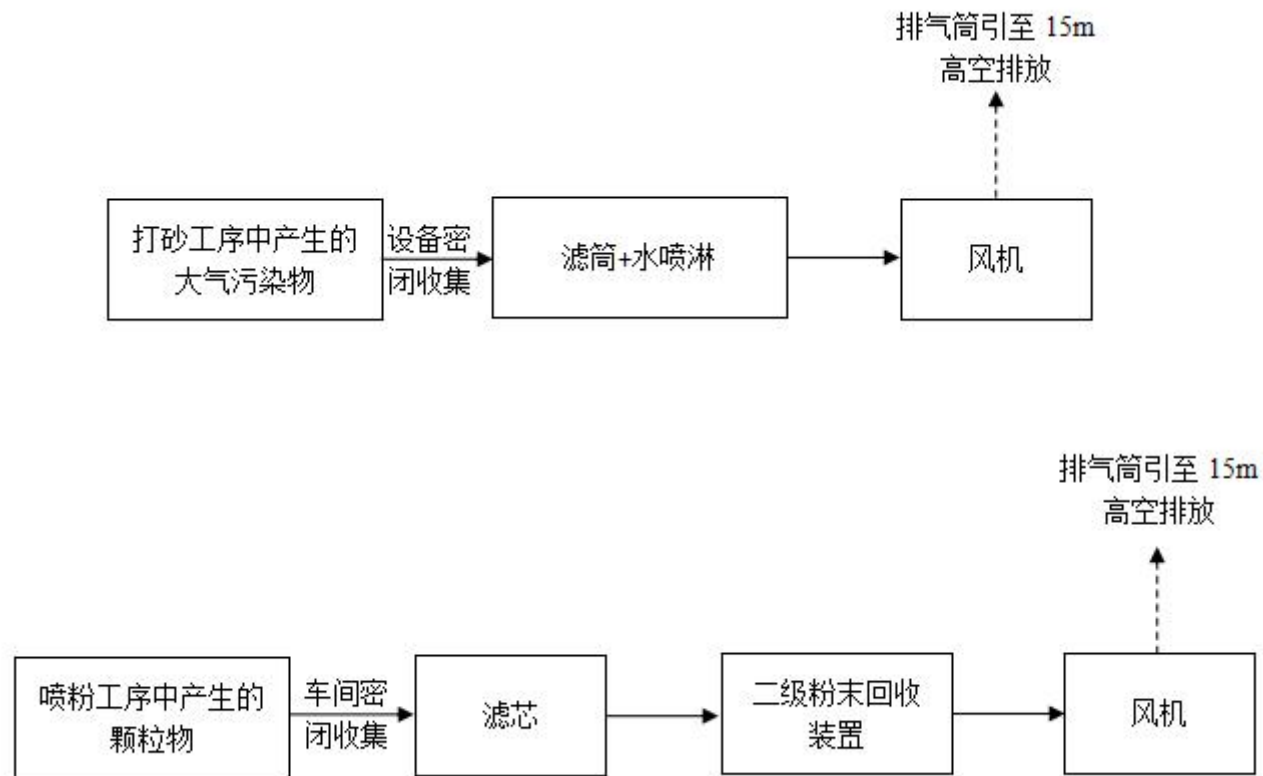 排气筒引至 15m
高空排放
打砂工序中产生的
大气污染物
设备密
闭收集
滤筒+水喷淋
风机
排气筒引至 15m
高空排放
喷粉工序中产生的
颗粒物
车间密
闭收集
滤芯
二级粉末回收
装置
风机